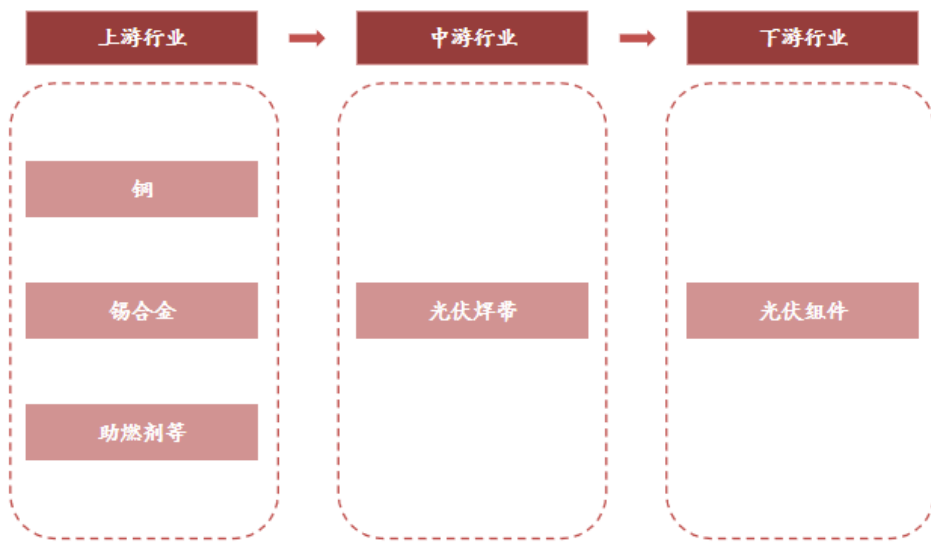 上游行业
中游行业
下游行业
铜
锡合金
光伏焊带
光伏组件
助燃剂等